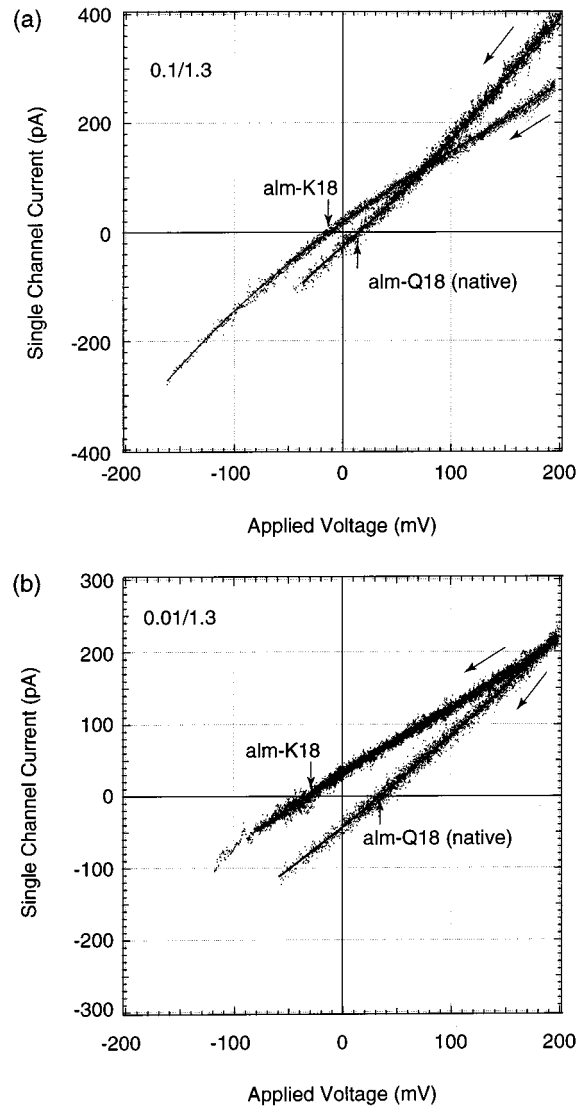 (a)
400
0.1/1.3
200
alm-K18
0
alm-Q18 (native)
-200
-400
-200 -100 0 100 200
Single Channel Current (pA)
Applied Voltage (mV)
(b)
300
0.01/1.3
200
100
alm-K18
0
alm-Q18 (native)
-100
-200
-300
-200 -100 0 100 200
Single Channel Current (pA)
Applied Voltage (mV)